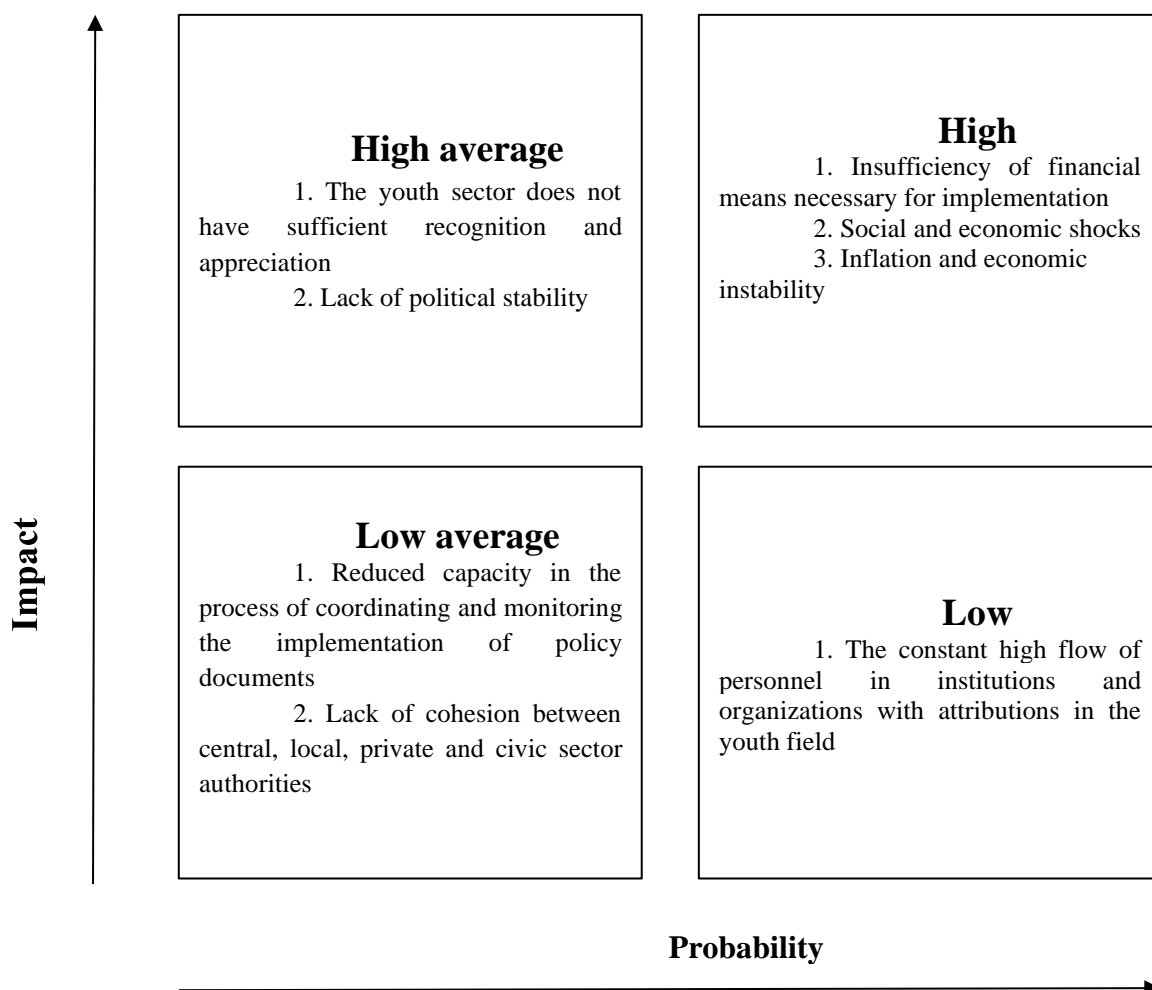 High average
1. The youth sector does not
have sufficient recognition and
appreciation
2. Lack of political stability
High
1. Insufficiency of financial
means necessary for implementation
2. Social and economic shocks
3. Inflation and economic
instability
Impact
Low average
1. Reduced capacity in the
process of coordinating and monitoring
the implementation of policy
documents
2. Lack of cohesion between
central, local, private and civic sector
authorities
Low
1. The constant high flow of
personnel in institutions and
organizations with attributions in the
youth field
Probability